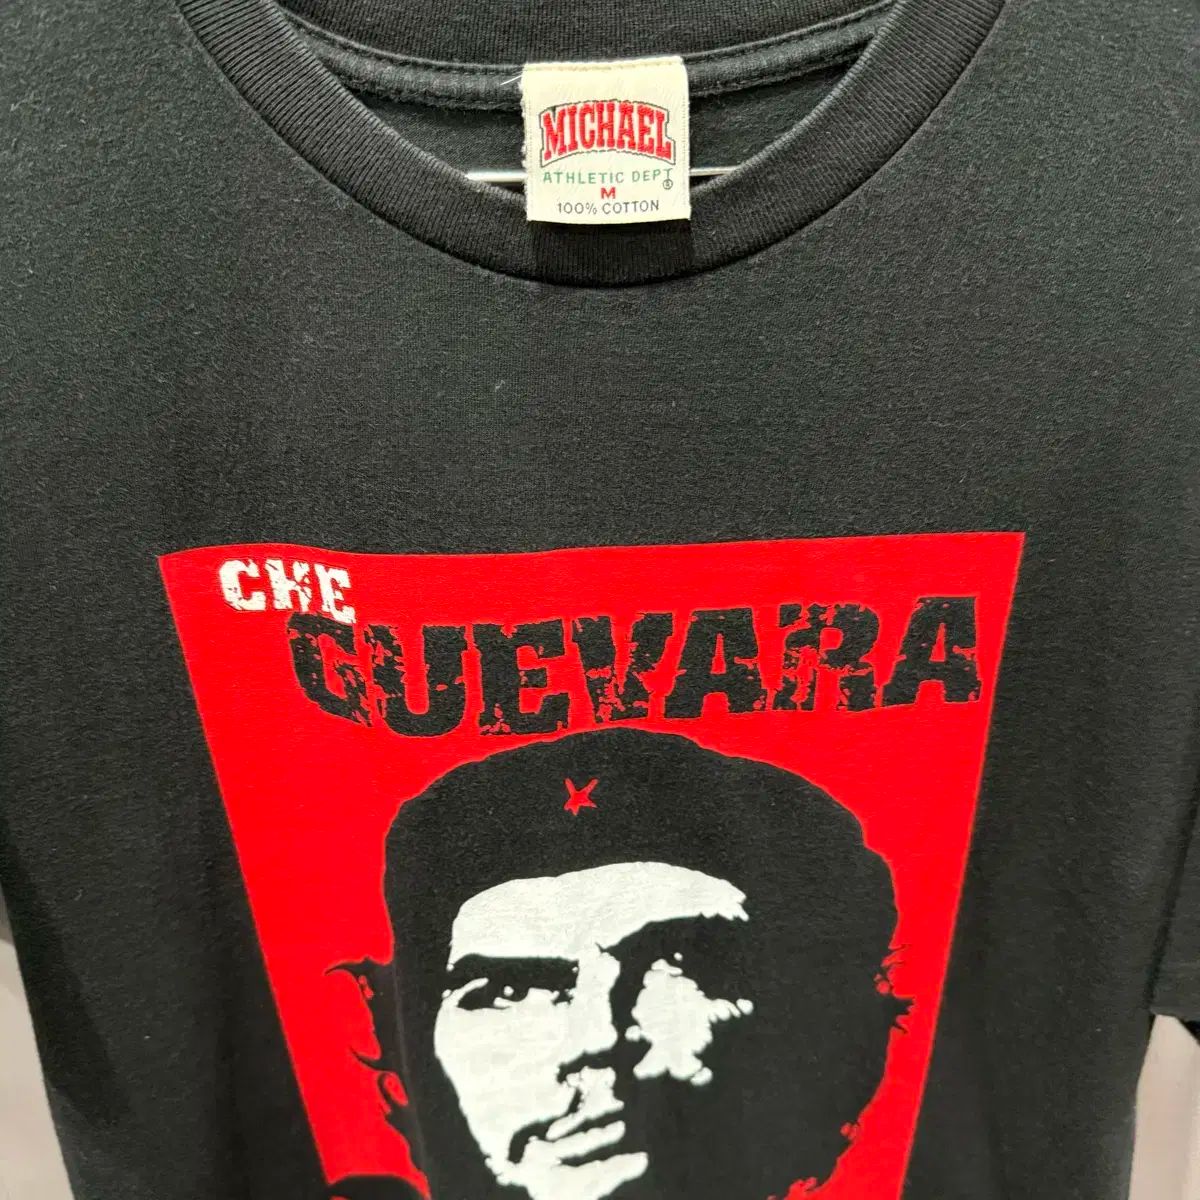 MICHAEL
ATHLETIC DEPT
M
100% COTTON
CHE
GUEVARA